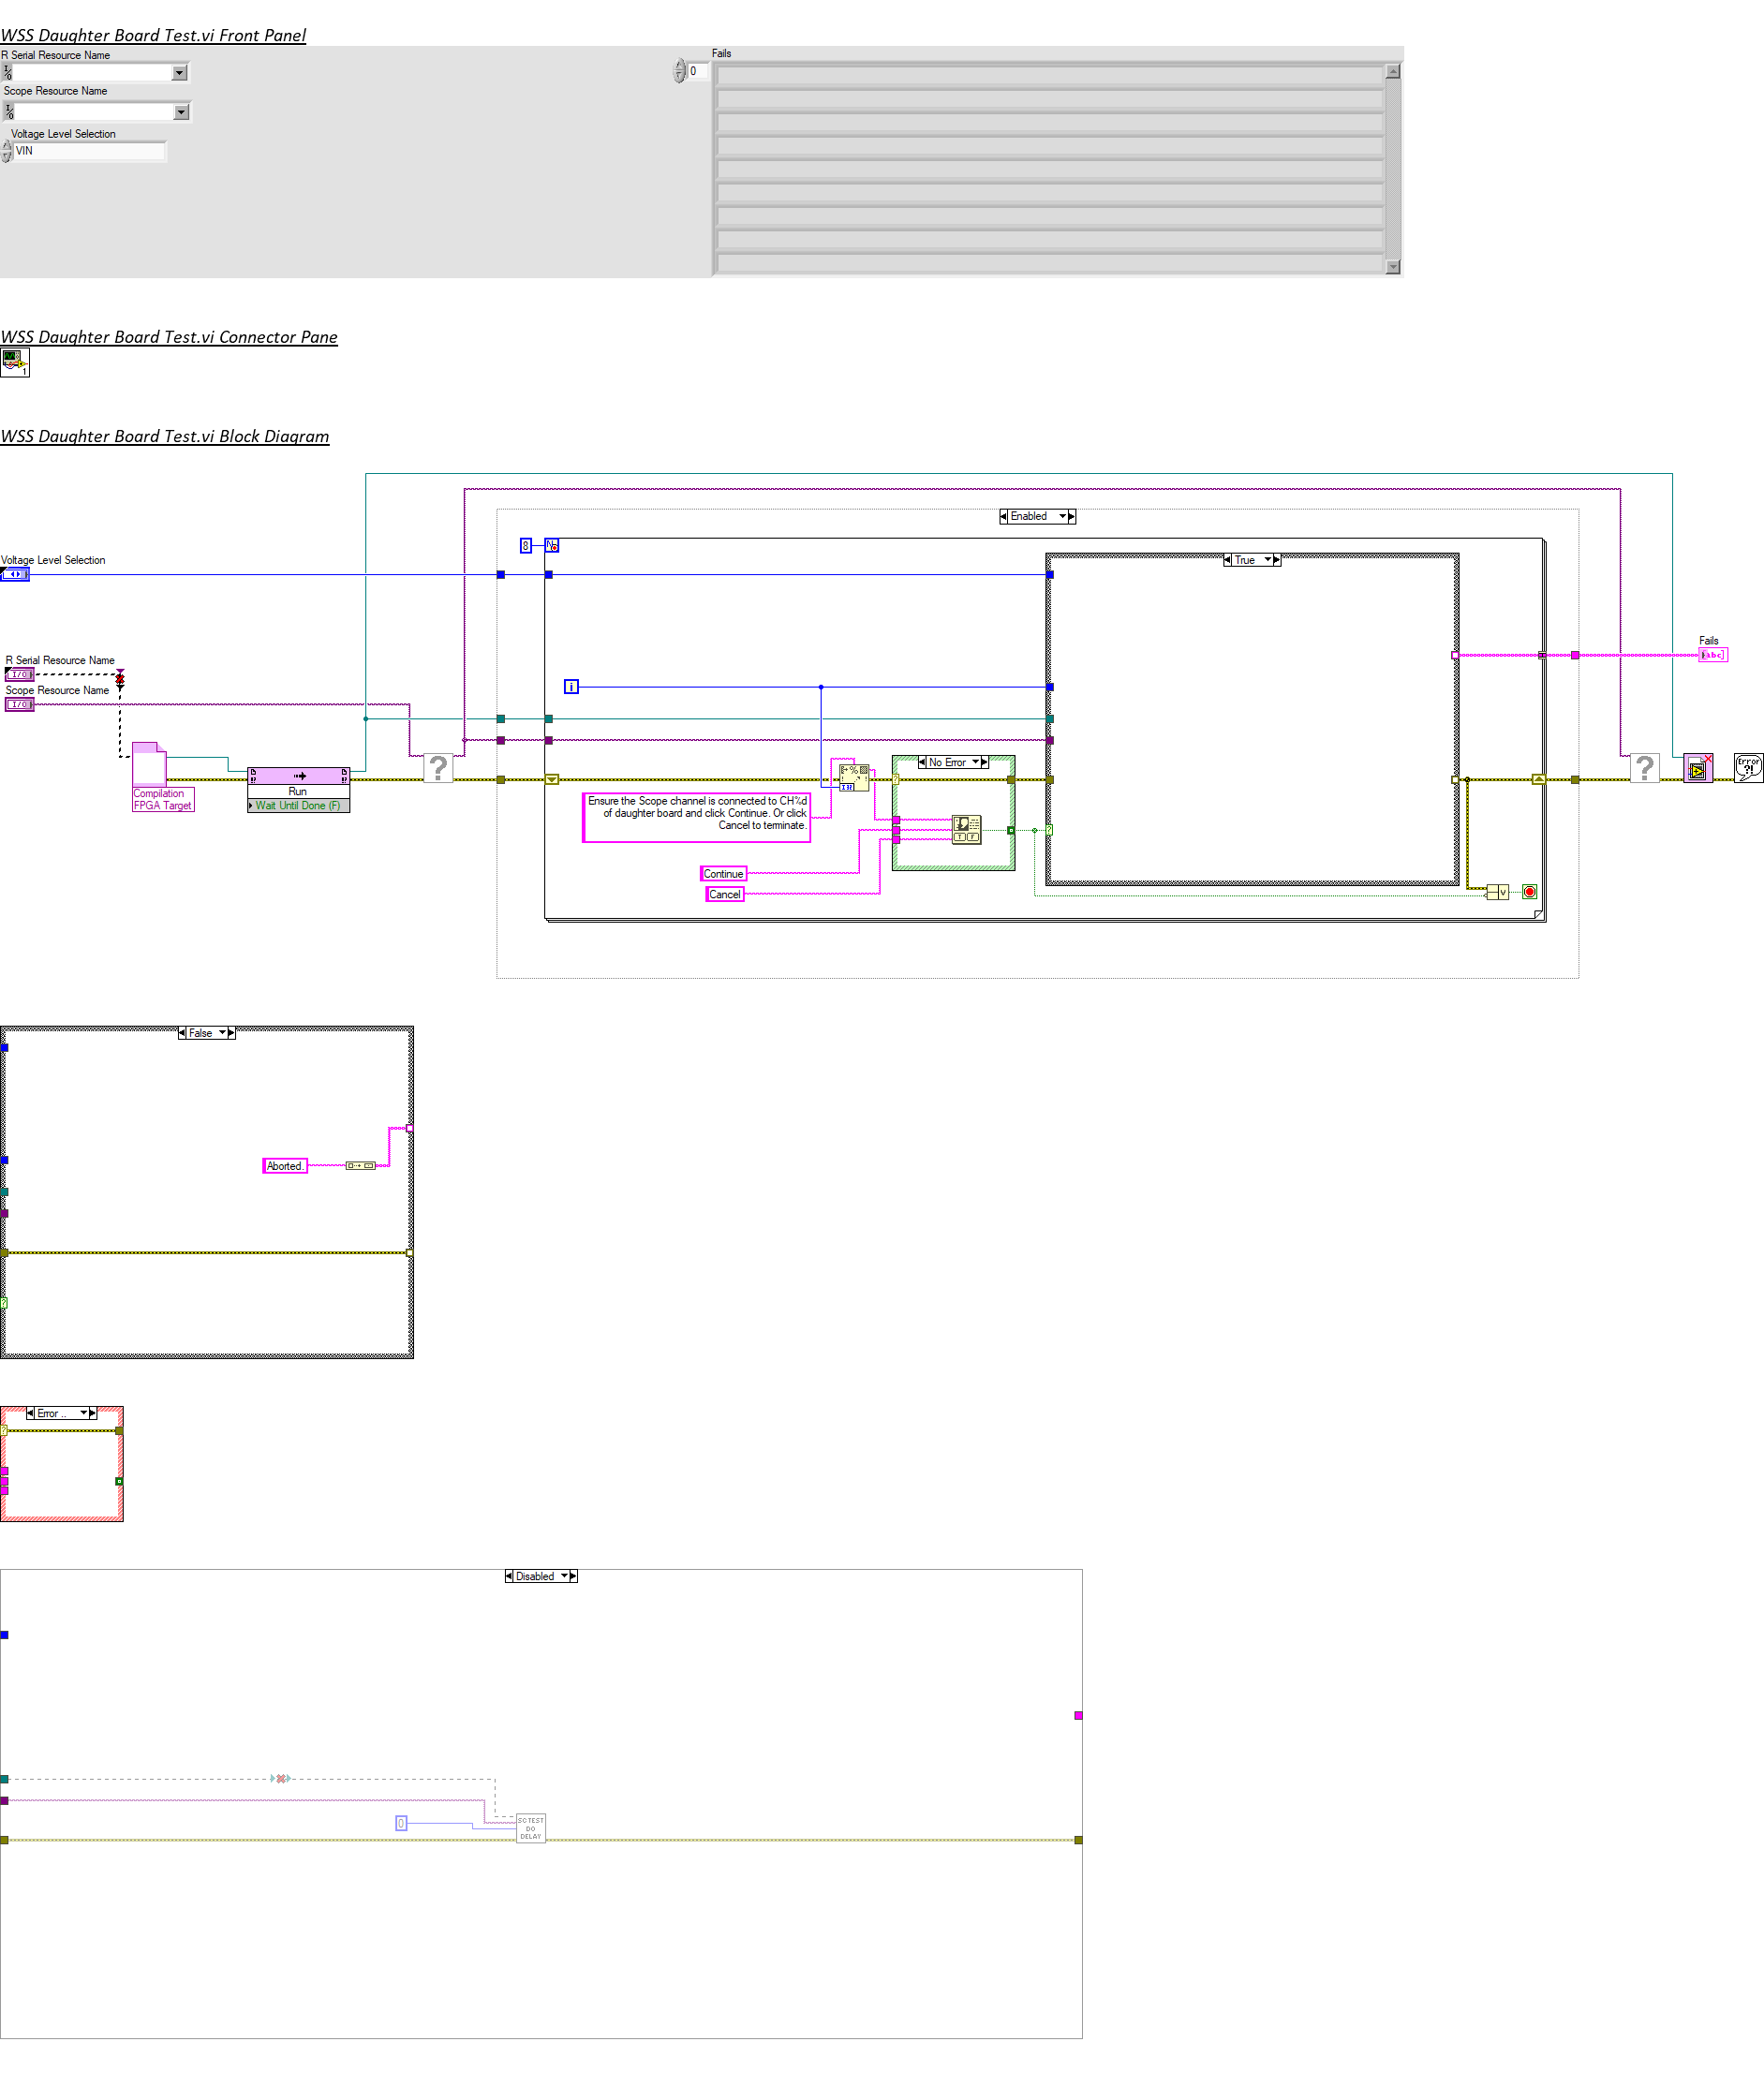 WSS Daughter Board Test.vi Front Panel
R Serial Resource Name
Scope Resource Name
Voltage Level Selection
VIN
Fails
0
WSS Daughter Board Test.vi Connector Pane
1
WSS Daughter Board Test.vi Block Diagram
Enabled
8
N
True
Voltage Level Selection
R Serial Resource Name
I/O
Scope Resource Name
I/O
Fails
abc
i
Compilation
FPGA Target
Run
Wait Until Done (F)
?
No Error
Ensure the Scope channel is connected to CH%d
of daughter board and click Continue. Or click
Cancel to terminate.
Continue
Cancel
?
Error
?!
False
Aborted.
Error ..
Disabled
0
SCTEST
DO
DELAY